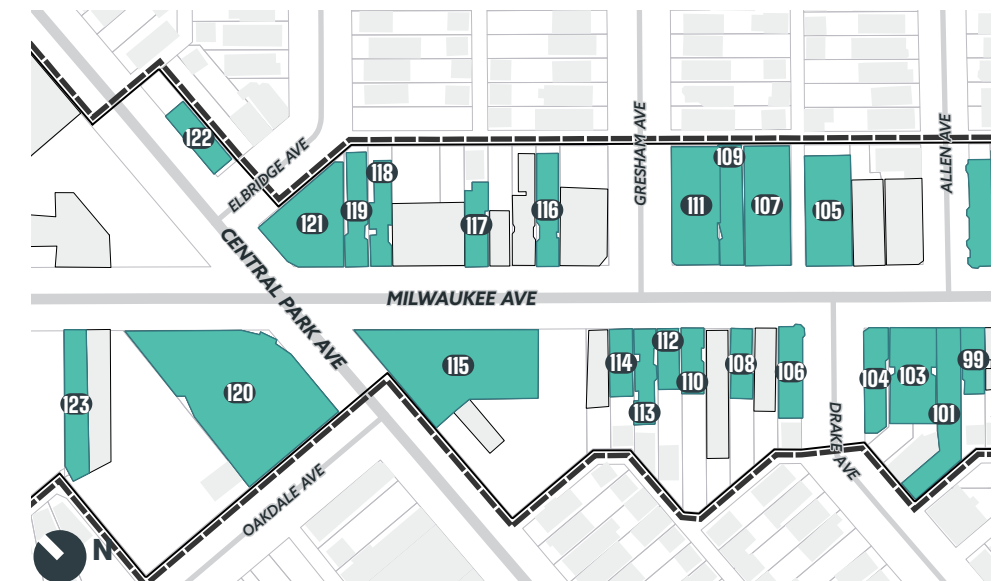 122
ELBRIDGE AVE
GRESHAM AVE
ALLEN AVE
109
118
121
119
117
116
111
107
105
CENTRAL PARK AVE
MILWAUKEE AVE
123
120
115
114
112
113
110
108
106
104
103
99
101
DRAKE AVE
OAKDALE AVE
N